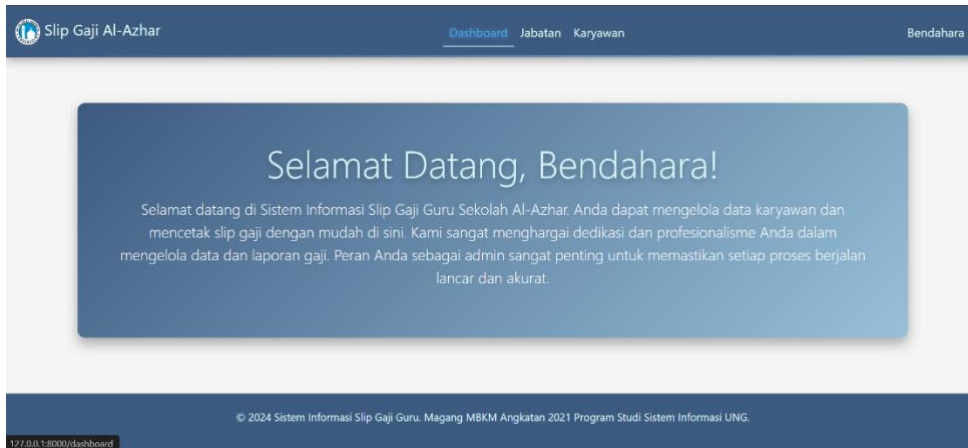 Slip Gaji Al-Azhar
Dashboard Jabatan Karyawan
Bendahara
Selamat Datang, Bendahara!
Selamat datang di Sistem Informasi Slip Gaji Guru Sekolah Al-Azhar. Anda dapat mengelola data karyawan dan
mencetak slip gaji dengan mudah di sini. Kami sangat menghargai dedikasi dan profesionalisme Anda dalam
mengelola data dan laporan gaji. Peran Anda sebagai admin sangat penting untuk memastikan setiap proses berjalan
lancar dan akurat.
© 2024 Sistem Informasi Slip Gaji Guru. Magang MBKM Angkatan 2021 Program Studi Sistem Informasi UNG.
127.0.0.1:8000/dashboard